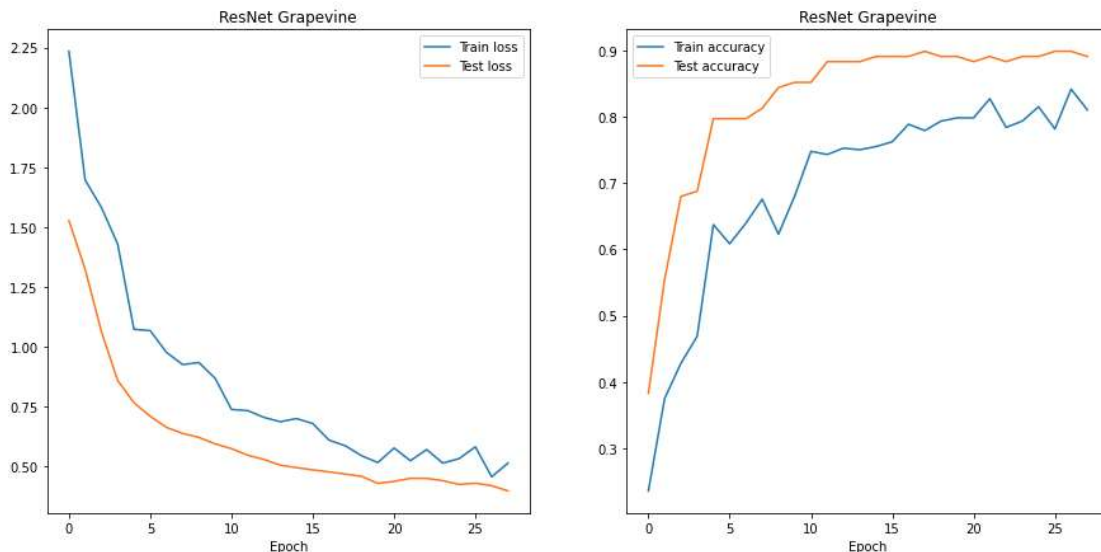 ResNet Grapevine
Train loss
Test loss
2.25
2.00
1.75
1.50
1.25
1.00
0.75
0.50
0 5 10 15 20 25
Epoch
ResNet Grapevine
Train accuracy
Test accuracy
0.9
0.8
0.7
0.6
0.5
0.4
0.3
0 5 10 15 20 25
Epoch